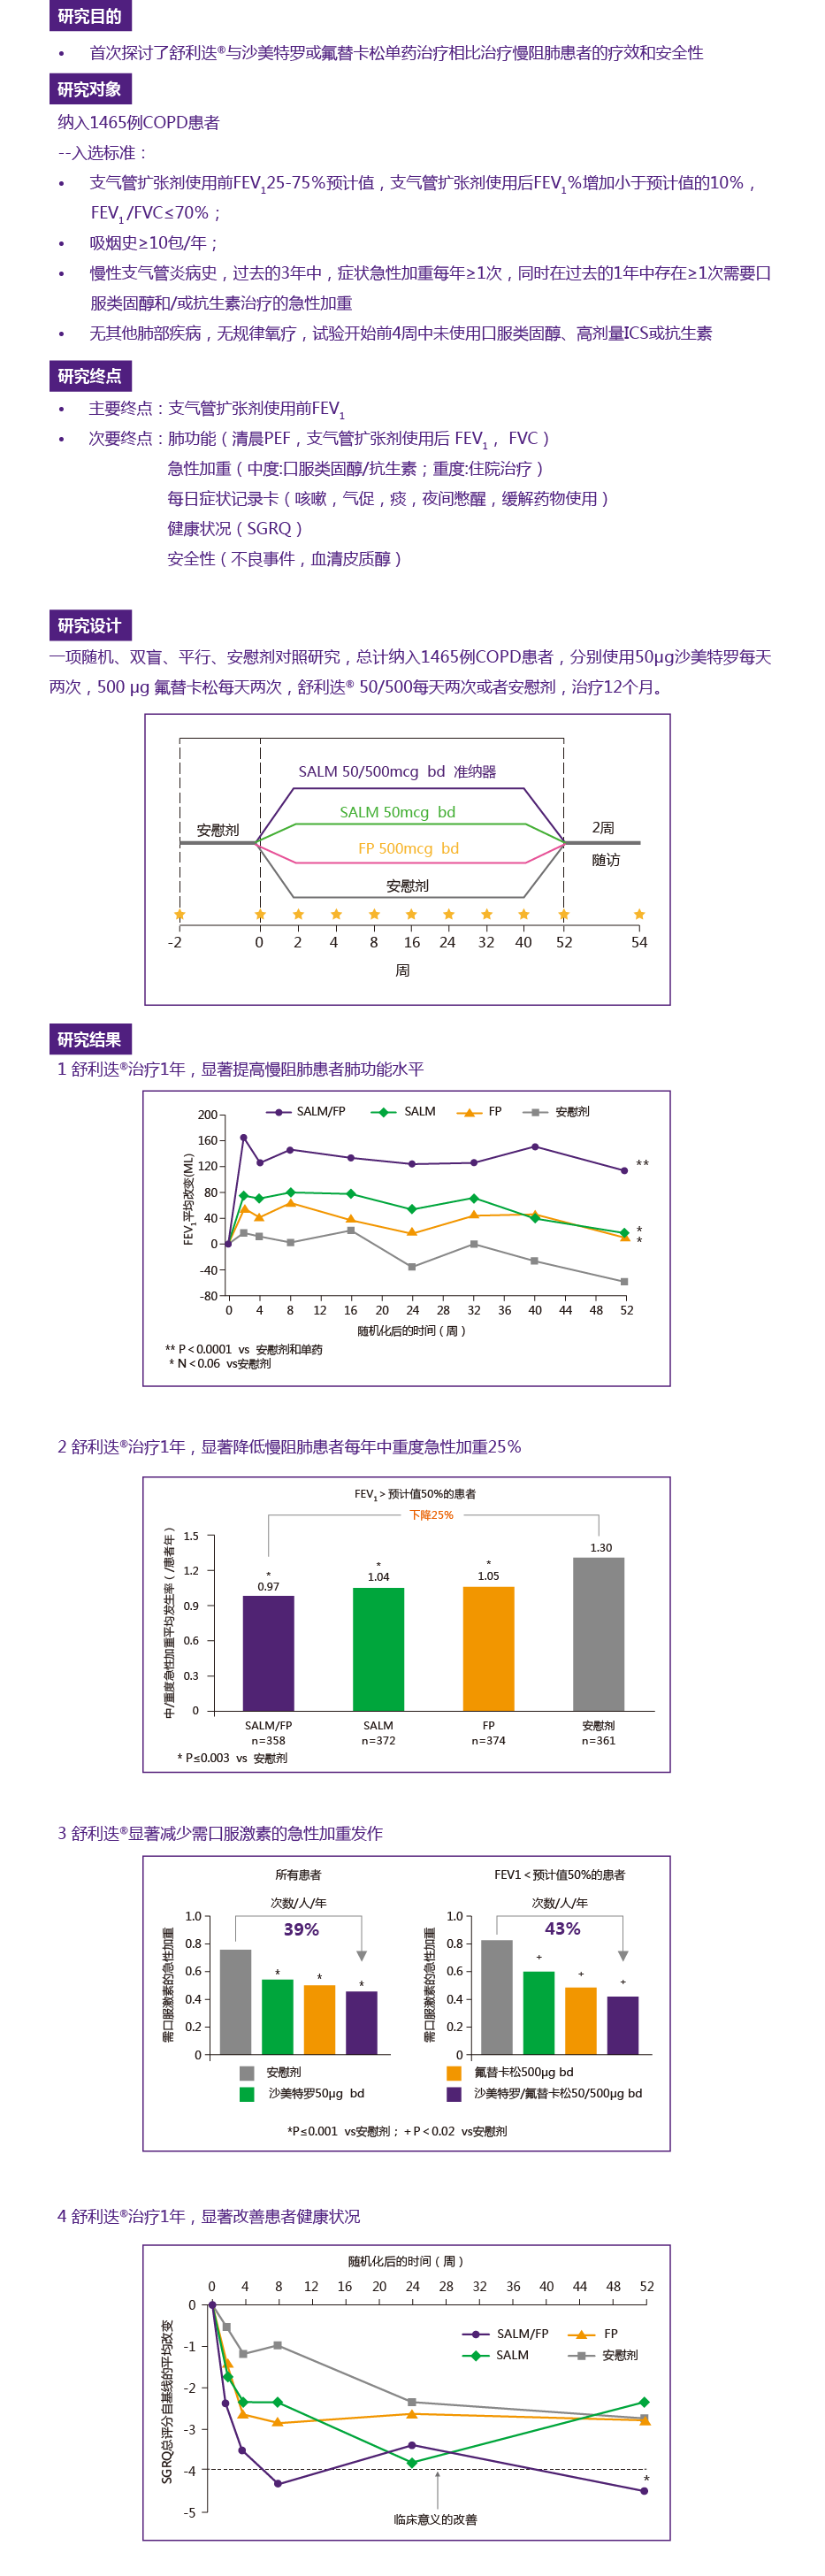 研究目的
• 首次探讨了舒利迭®与沙美特罗或氟替卡松单药治疗相比治疗慢阻肺患者的疗效和安全性
研究对象
纳入1465例COPD患者
--入选标准：
• 支气管扩张剂使用前FEV₁25-75%预计值，支气管扩张剂使用后FEV₁%增加小于预计值的10%，
FEV₁/FVC≤70%；
• 吸烟史≥10包/年；
• 慢性支气管炎病史，过去的3年中，症状急性加重每年≥1次，同时在过去的1年中存在≥1次需要口
服类固醇和/或抗生素治疗的急性加重
• 无其他肺部疾病，无规律氧疗，试验开始前4周中未使用口服类固醇、高剂量ICS或抗生素
研究终点
• 主要终点：支气管扩张剂使用前FEV₁
• 次要终点：肺功能（清晨PEF，支气管扩张剂使用后 FEV₁， FVC）
急性加重（中度:口服类固醇/抗生素；重度:住院治疗）
每日症状记录卡（咳嗽，气促，痰，夜间憋醒，缓解药物使用）
健康状况（SGRQ）
安全性（不良事件，血清皮质醇）
研究设计
一项随机、双盲、平行、安慰剂对照研究，总计纳入1465例COPD患者，分别使用50μg沙美特罗每天
两次，500 μg 氟替卡松每天两次，舒利迭® 50/500每天两次或者安慰剂，治疗12个月。
SALM 50/500mcg bd 准纳器
SALM 50mcg bd
安慰剂
2周
FP 500mcg bd
随访
安慰剂
-2 0 2 4 8 16 24 32 40 52 54
周
研究结果
1 舒利迭®治疗1年，显著提高慢阻肺患者肺功能水平
SALM/FP SALM FP 安慰剂
FEV₁平均改变(ML)
200
160
120
80
40
0
-40
-80
**
*
*
0 4 8 12 16 20 24 28 32 36 40 44 48 52
随机化后的时间（周）
** P＜0.0001 vs 安慰剂和单药
* N＜0.06 vs安慰剂
2 舒利迭®治疗1年，显著降低慢阻肺患者每年中重度急性加重25%
FEV₁＞预计值50%的患者
下降25%
中/重度急性加重平均发生率（/患者年）
1.5
1.2
0.9
0.6
0.3
0
* * *
0.97 1.04 1.05 1.30
SALM/FP SALM FP 安慰剂
n=358 n=372 n=374 n=361
* P≤0.003 vs 安慰剂
3 舒利迭®显著减少需口服激素的急性加重发作
所有患者 FEV1＜预计值50%的患者
次数/人/年 次数/人/年
39% 43%
需口服激素的急性加重
1.0
0.8
0.6
0.4
0.2
0
* * *
需口服激素的急性加重
1.0
0.8
0.6
0.4
0.2
0
+ + +
安慰剂 氟替卡松500μg bd
沙美特罗50μg bd 沙美特罗/氟替卡松50/500μg bd
*P≤0.001 vs安慰剂；+ P＜0.02 vs安慰剂
4 舒利迭®治疗1年，显著改善患者健康状况
随机化后的时间（周）
0 4 8 12 16 20 24 28 32 36 40 44 48 52
SGRQ总评分自基线的平均改变
0
-1
-2
-3
-4
-5
SALM/FP FP
SALM 安慰剂
*
临床意义的改善